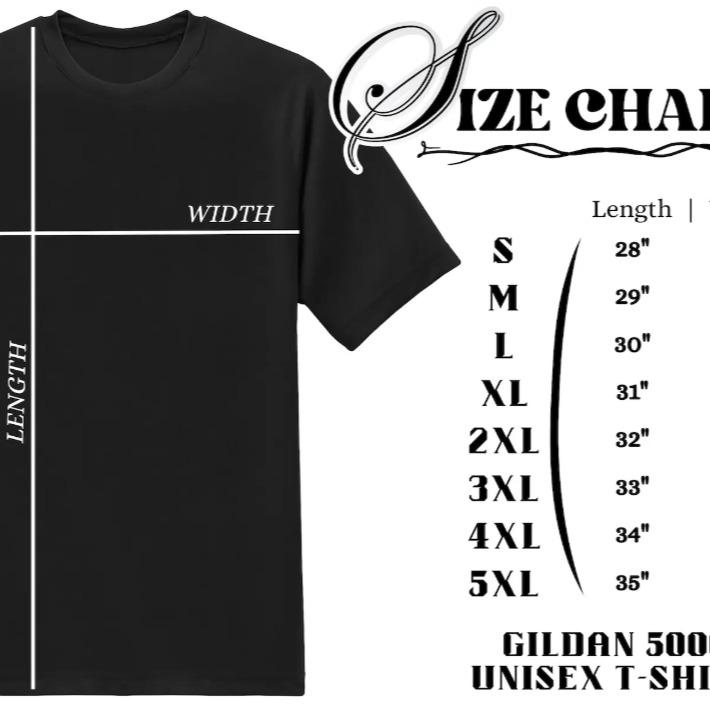 WIDTH
LENGTH
SIZE CHA
Length |
S 28"
M 29"
L 30"
XL 31"
2XL 32"
3XL 33"
4XL 34"
5XL 35"
GILDAN 500
UNISEX T-SHI